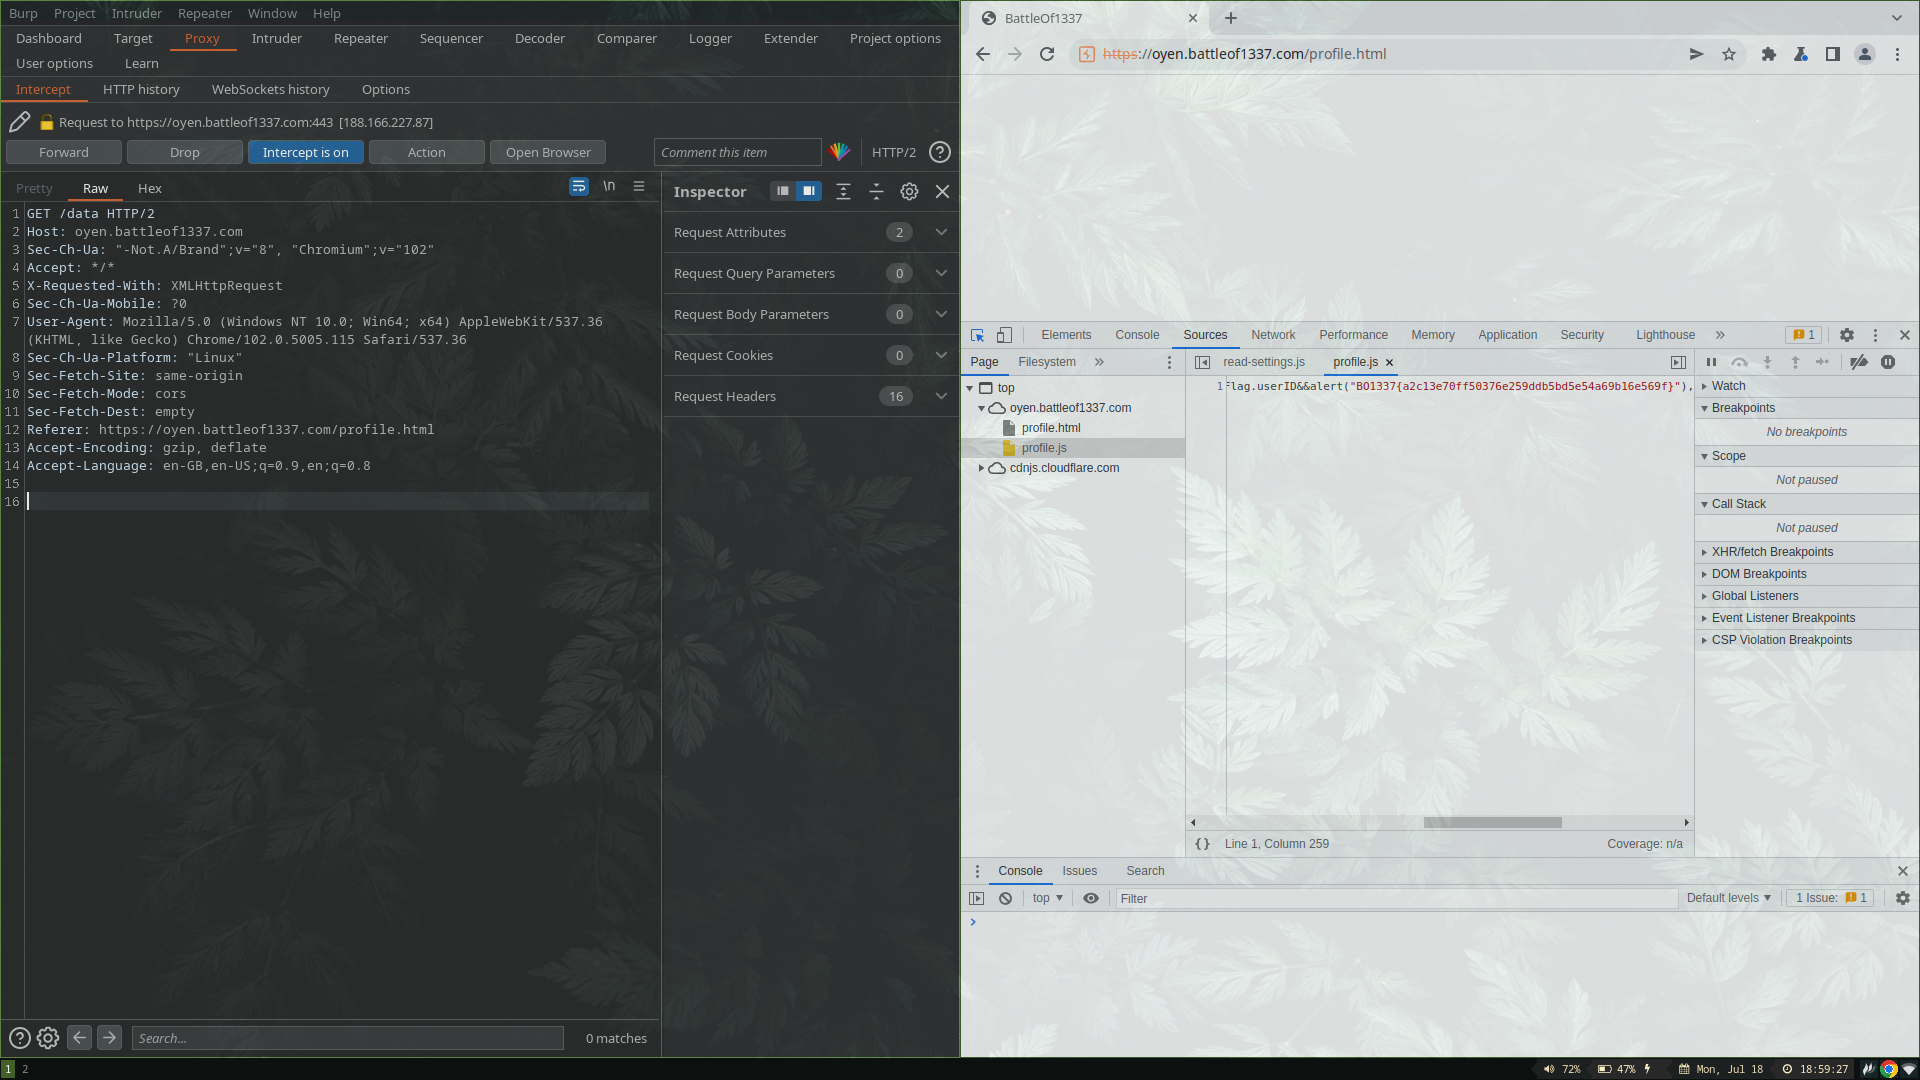 Burp Project Intruder Repeater Window Help
Dashboard Target Proxy Intruder Repeater Sequencer Decoder Comparer Logger Extender Project options
User options Learn
Intercept HTTP history WebSockets history Options
Request to https://oyen.battleof1337.com:443 [188.166.227.87]
Forward Drop Intercept is on Action Open Browser Comment this item HTTP/2
Pretty Raw Hex \n
1 GET /data HTTP/2
2 Host: oyen.battleof1337.com
3 Sec-Ch-Ua: "-Not.A/Brand";v="8", "Chromium";v="102"
4 Accept: */*
5 X-Requested-With: XMLHttpRequest
6 Sec-Ch-Ua-Mobile: ?0
7 User-Agent: Mozilla/5.0 (Windows NT 10.0; Win64; x64) AppleWebKit/537.36
(KHTML, like Gecko) Chrome/102.0.5005.115 Safari/537.36
8 Sec-Ch-Ua-Platform: "Linux"
9 Sec-Fetch-Site: same-origin
10 Sec-Fetch-Mode: cors
11 Sec-Fetch-Dest: empty
12 Referer: https://oyen.battleof1337.com/profile.html
13 Accept-Encoding: gzip, deflate
14 Accept-Language: en-GB,en-US;q=0.9,en;q=0.8
15
16
Inspector
Request Attributes 2
Request Query Parameters 0
Request Body Parameters 0
Request Cookies 0
Request Headers 16
Search... 0 matches
BattleOf1337
https://oyen.battleof1337.com/profile.html
Elements Console Sources Network Performance Memory Application Security Lighthouse » 1
Page Filesystem »
top
oyen.battleof1337.com
profile.html
profile.js
cdnjs.cloudflare.com
read-settings.js profile.js
1 Flag.userID&&alert("BO1337{a2c13e70ff50376e259ddb5bd5e54a69b16e569f}"),
{} Line 1, Column 259 Coverage: n/a
Watch
Breakpoints
No breakpoints
Scope
Not paused
Call Stack
Not paused
XHR/fetch Breakpoints
DOM Breakpoints
Global Listeners
Event Listener Breakpoints
CSP Violation Breakpoints
Console Issues Search
top Filter Default levels 1 Issue: 1
1 2
72% 47% Mon, Jul 18 18:59:27